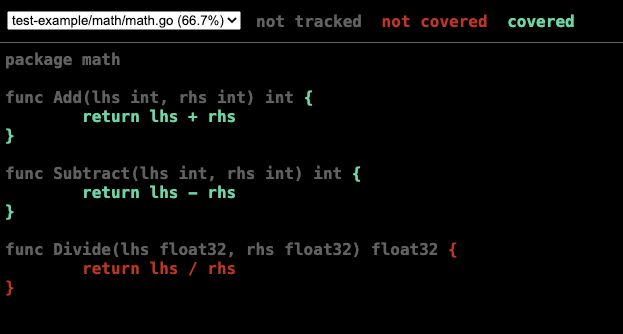 test-example/math/math.go (66.7%) not tracked not covered covered
package math
func Add(lhs int, rhs int) int {
return lhs + rhs
}
func Subtract(lhs int, rhs int) int {
return lhs - rhs
}
func Divide(lhs float32, rhs float32) float32 {
return lhs / rhs
}